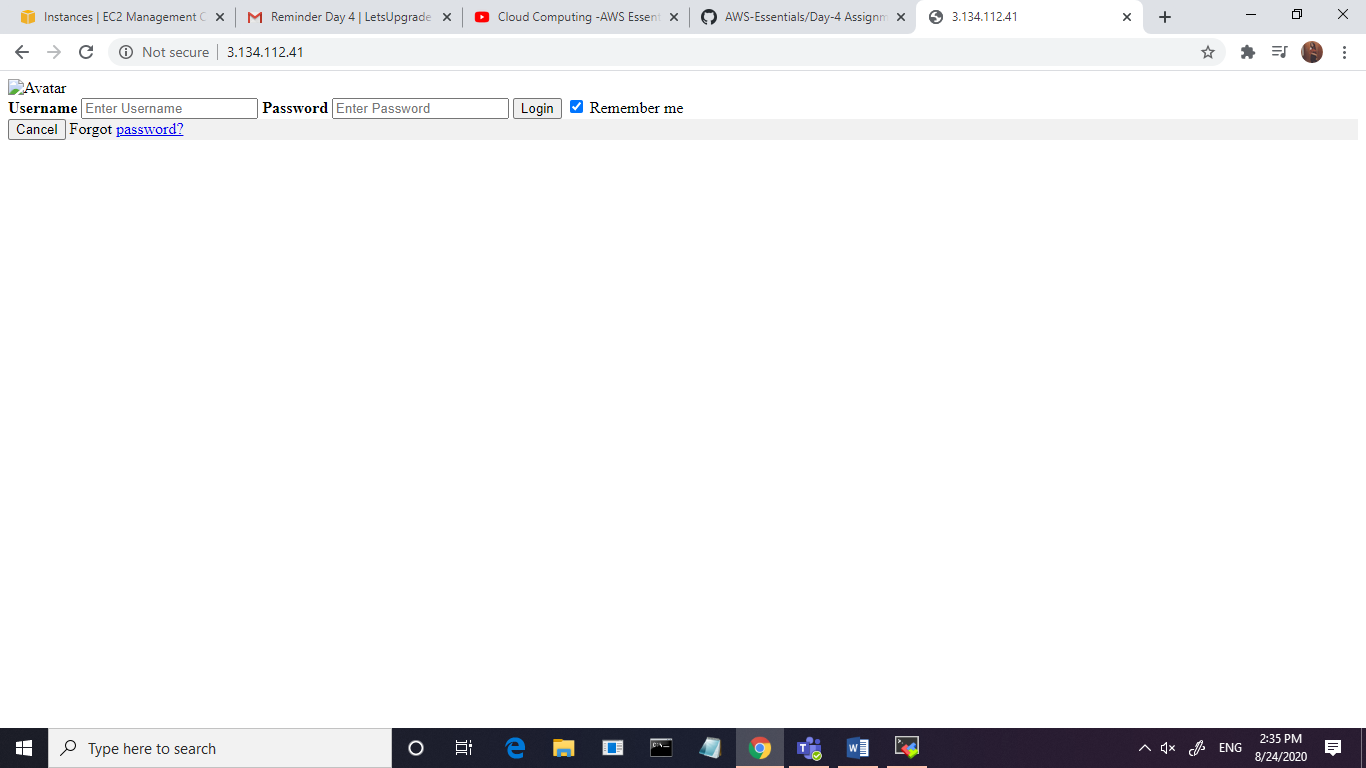 Instances | EC2 Management C
Reminder Day 4 | LetsUpgrade
Cloud Computing -AWS Essent
AWS-Essentials/Day-4 Assignm
3.134.112.41
Not secure
3.134.112.41
Avatar
Username Enter Username Password Enter Password Login Remember me
Cancel Forgot password?
Type here to search
ENG
2:35 PM
8/24/2020